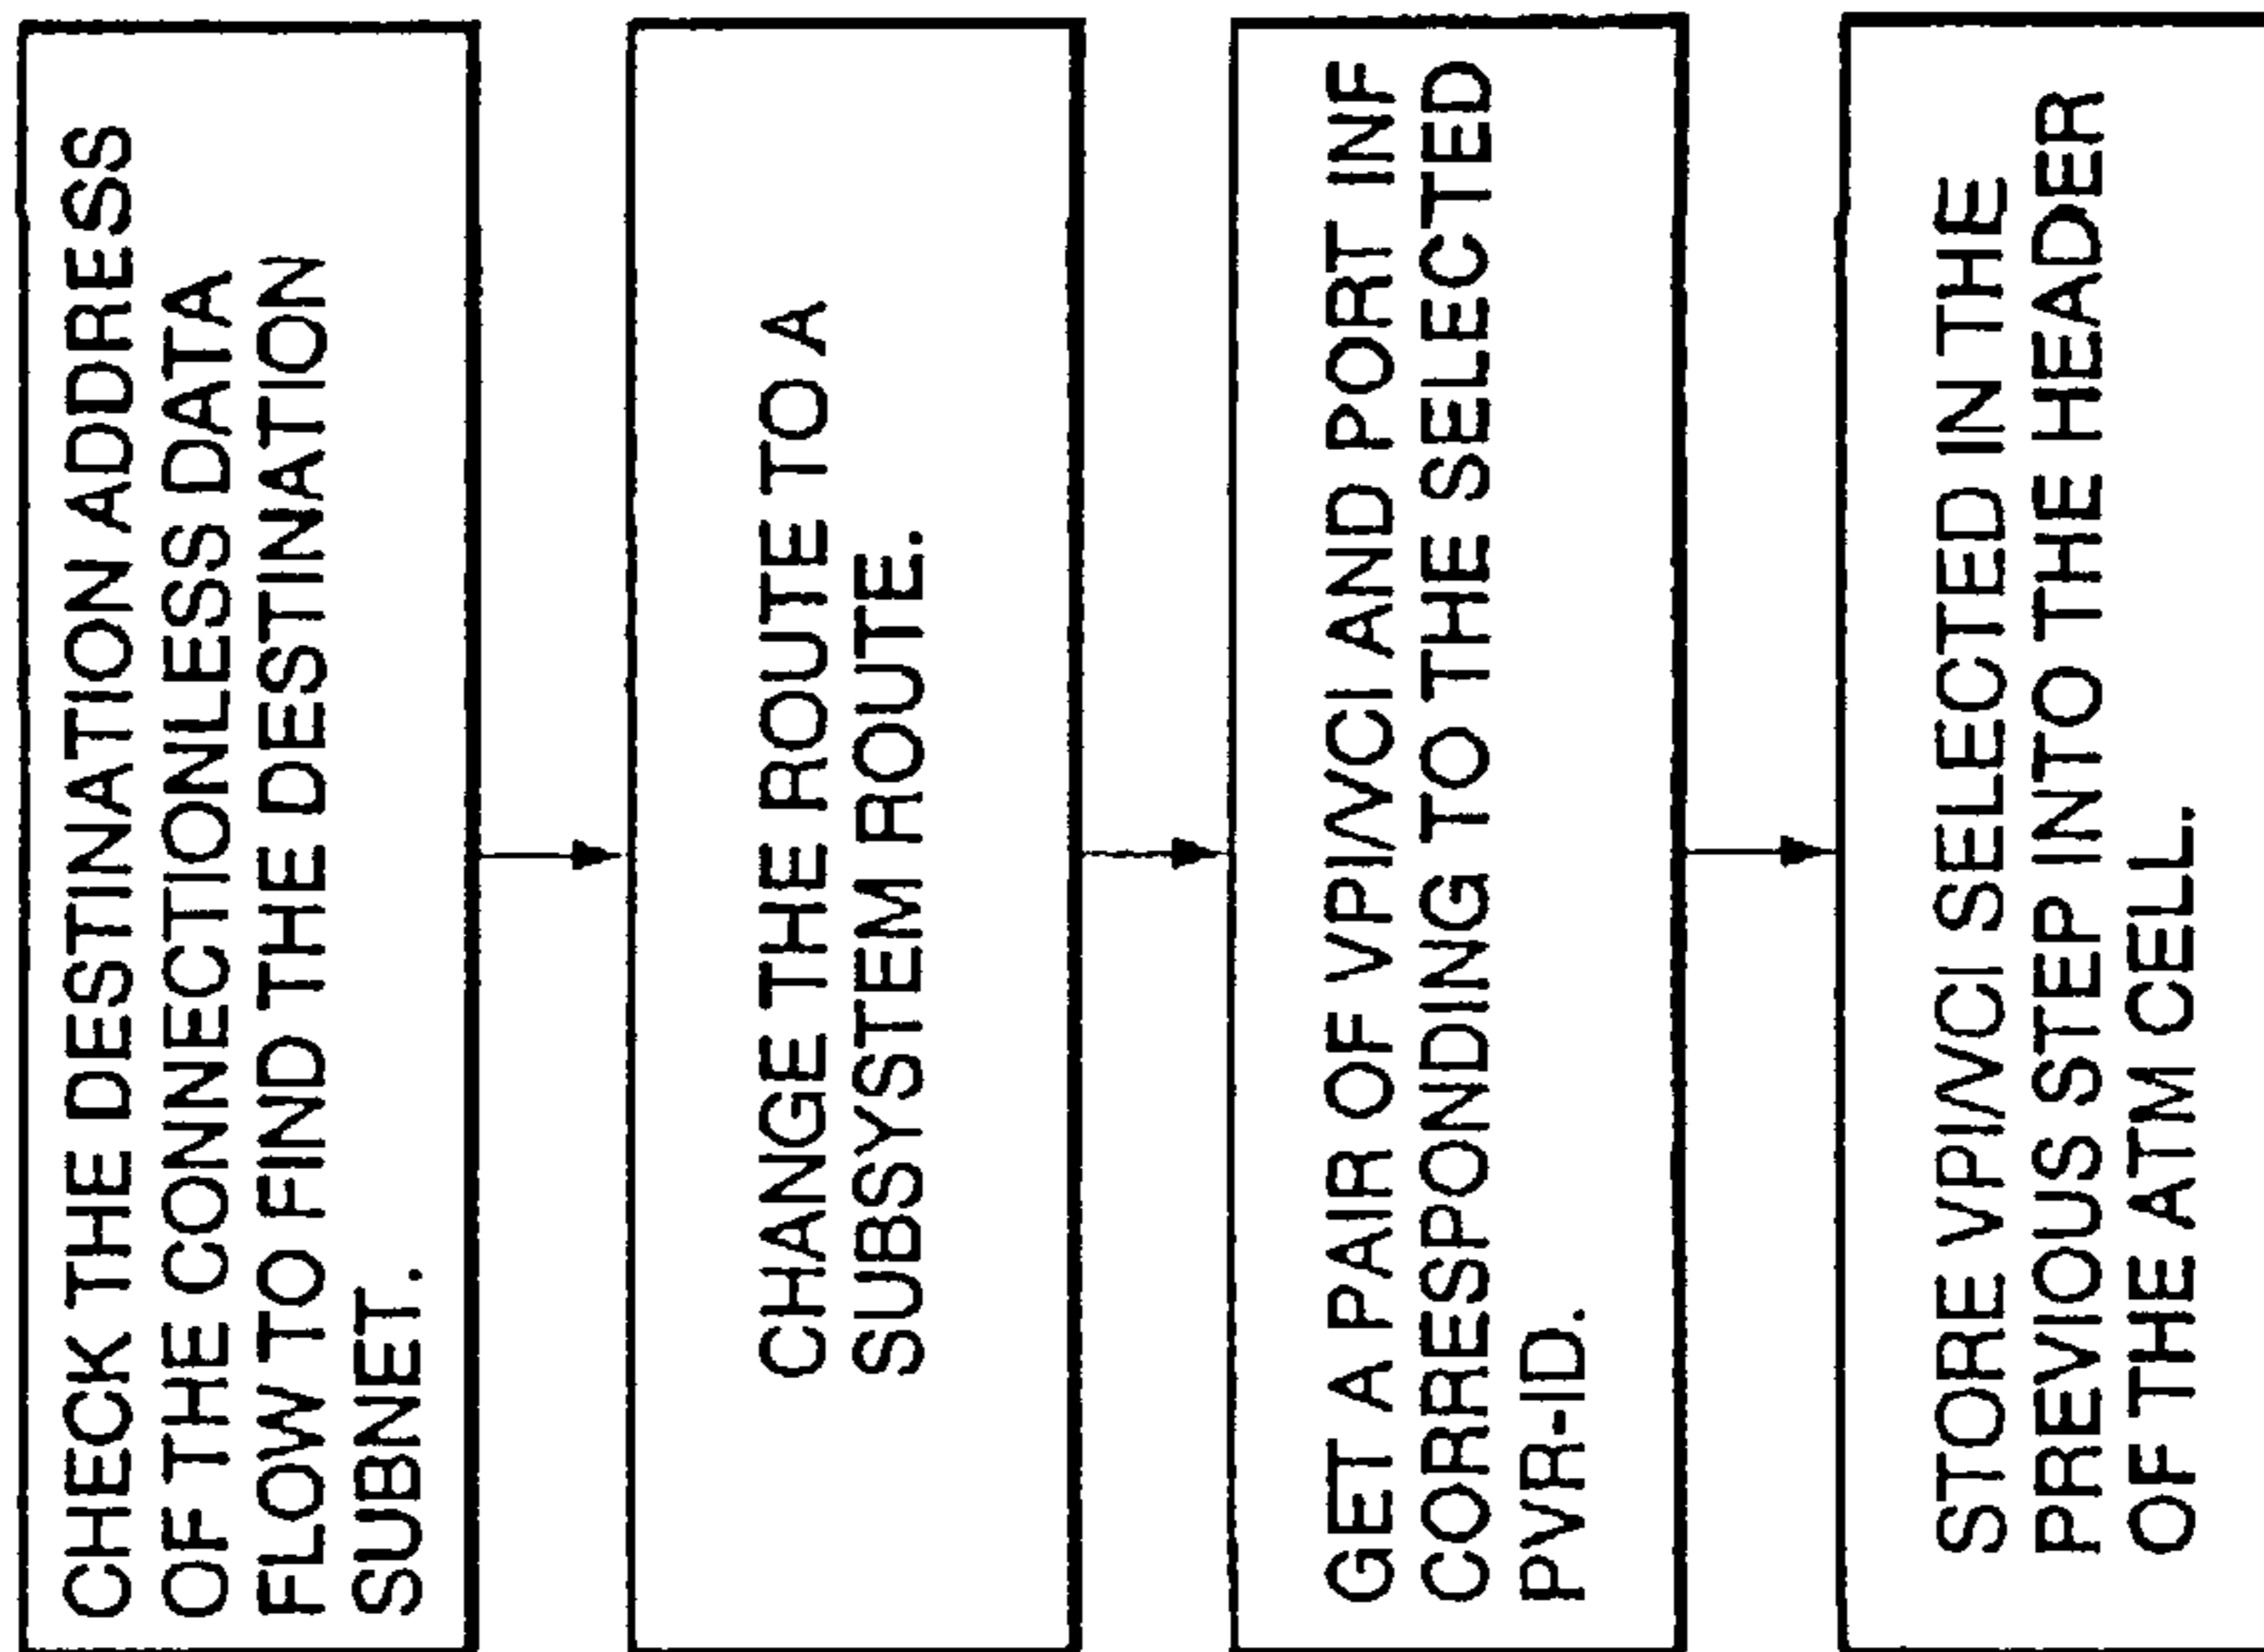 CHECK THE DESTINATION ADDRESS
OF THE CONNECTIONLESS DATA
FLOW TO FIND THE DESTINATION
SUBNET.
CHANGE THE ROUTE TO A
SUBSYSTEM ROUTE.
GET A PAIR OF VPI/VCI AND PORT INF
CORRESPONDING TO THE SELECTED
PVR-ID.
STORE VPI/VCI SELECTED IN THE
PREVIOUS STEP INTO THE HEADER
OF THE ATM CELL.